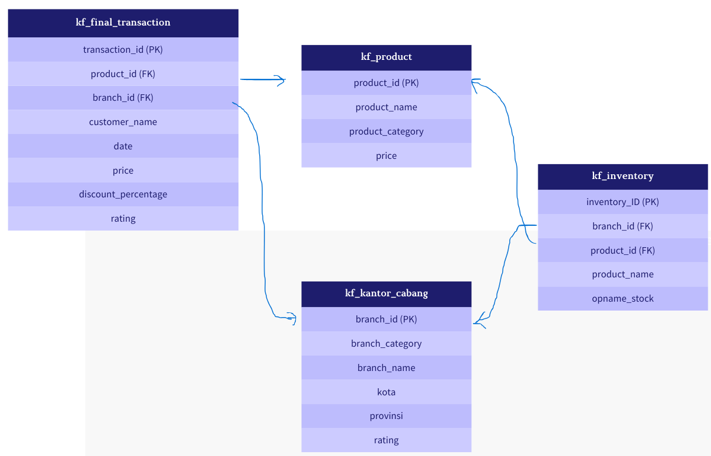 kf_final_transaction
transaction_id (PK)
product_id (FK)
branch_id (FK)
customer_name
date
price
discount_percentage
rating
kf_product
product_id (PK)
product_name
product_category
price
kf_inventory
inventory_ID (PK)
branch_id (FK)
product_id (FK)
product_name
opname_stock
kf_kantor_cabang
branch_id (PK)
branch_category
branch_name
kota
provinsi
rating